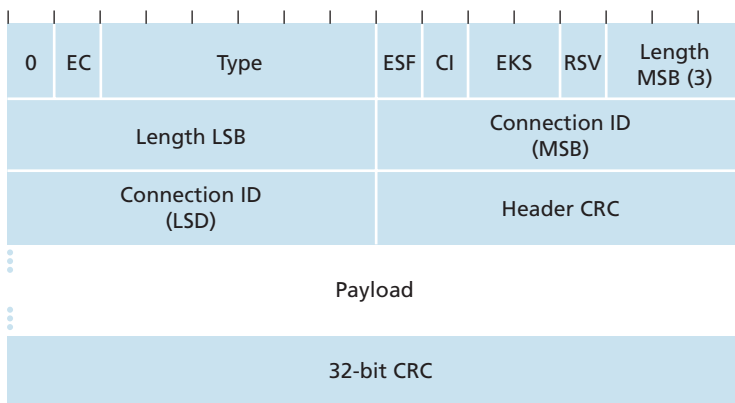 0 EC Type ESF CI EKS RSV Length
MSB (3)
Length LSB Connection ID
(MSB)
Connection ID
(LSD) Header CRC
Payload
32-bit CRC